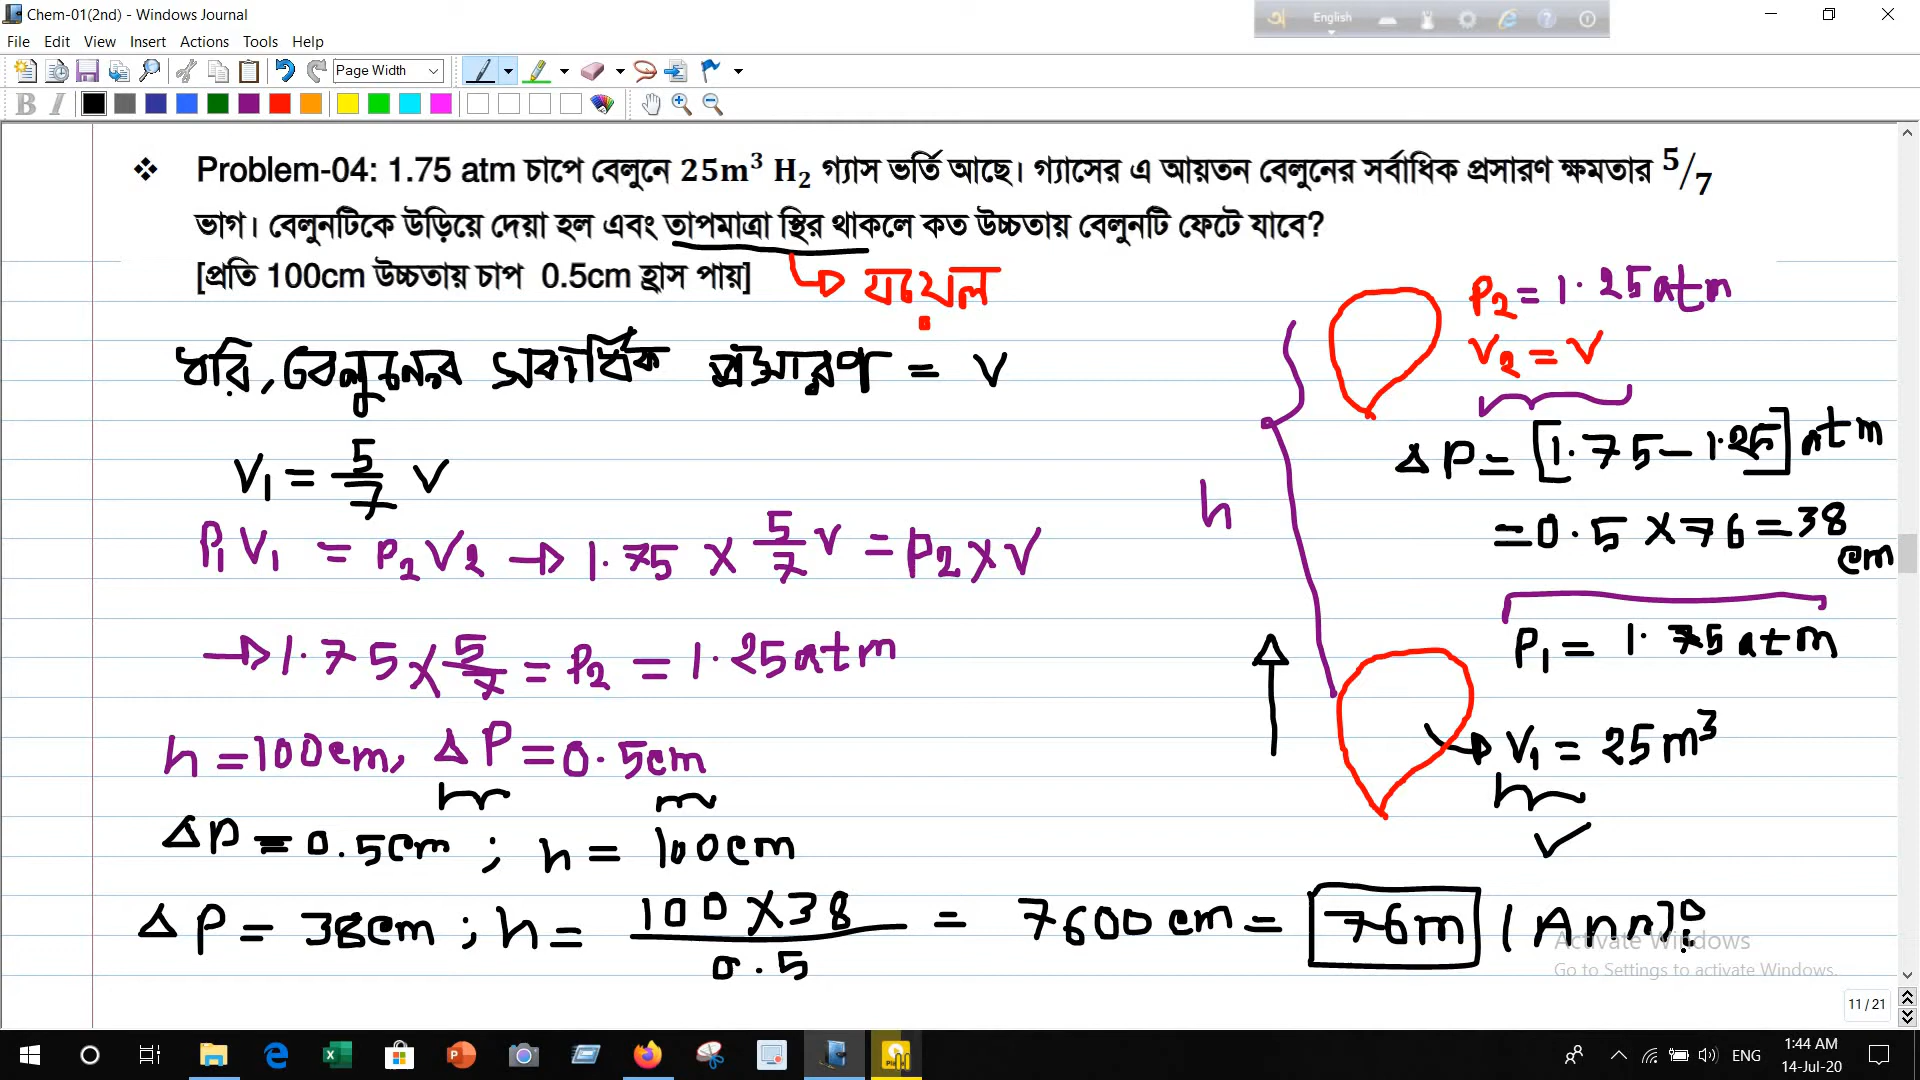 Chem-01(2nd) - Windows Journal
English
File Edit View Insert Actions Tools Help
Page Width
B I
❖ Problem-04: 1.75 atm চাপে বেলুনে 25m³ H₂ গ্যাস ভর্তি আছে। গ্যাসের এ আয়তন বেলুনের সর্বাধিক প্রসারণ ক্ষমতার 5/7
ভাগ। বেলুনটিকে উড়িয়ে দেয়া হল এবং তাপমাত্রা স্থির থাকলে কত উচ্চতায় বেলুনটি ফেটে যাবে?
[প্রতি 100cm উচ্চতায় চাপ 0.5cm হ্রাস পায়]
P₂ = 1.25 atm
V₂ = V
ধরি, বেলুনের সর্বাধিক প্রসারণ = V
ΔP = [1.75 - 1.25] atm
= 0.5 × 76 = 38 cm
V₁ = 5/7 V
h
P₁V₁ = P₂V₂ → 1.75 × 5/7 V = P₂ × V
P₁ = 1.75 atm
→ 1.75 × 5/7 = P₂ = 1.25 atm
V₁ = 25 m³
h = 100cm, ΔP = 0.5cm
ΔP = 0.5cm ; h = 100cm
ΔP = 38cm ; h = 100 × 38 / 0.5 = 7600 cm = 76m (Ann)
Activate Windows
Go to Settings to activate Windows.
11 / 21
ENG
1:44 AM
14-Jul-20